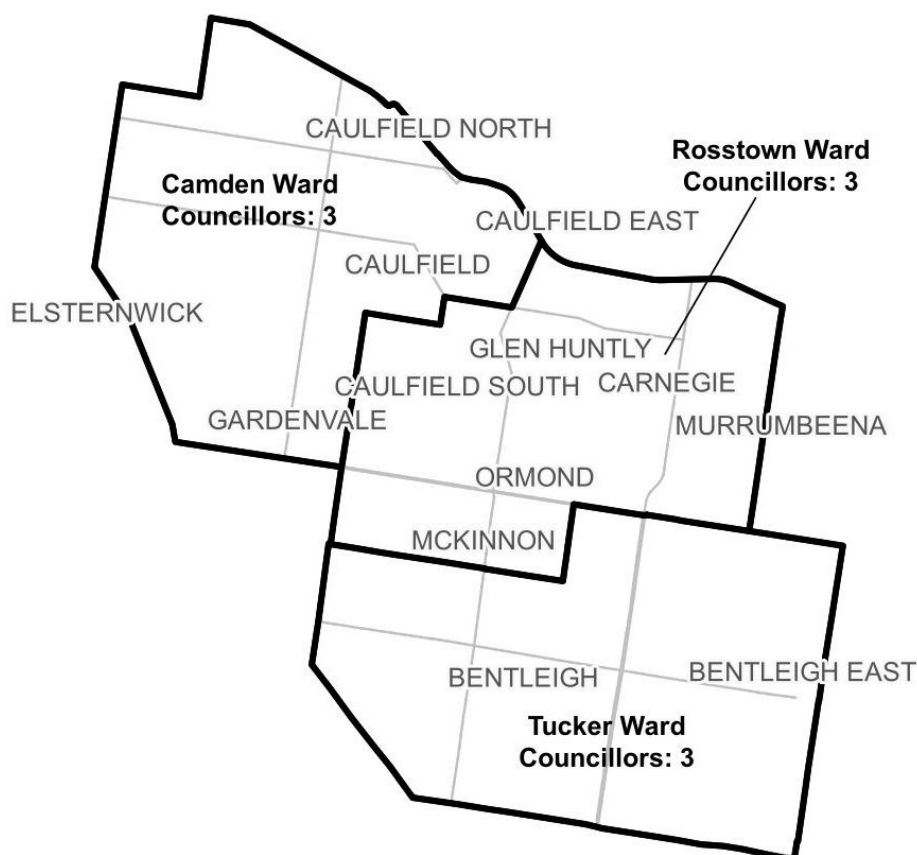 CAULFIELD NORTH
Rosstown Ward
Councillors: 3
Camden Ward
Councillors: 3
CAULFIELD EAST
CAULFIELD
ELSTERNWICK
GLEN HUNTLY
CAULFIELD SOUTH
CARNEGIE
GARDENVALE
MURRUMBEENA
ORMOND
MCKINNON
BENTLEIGH
BENTLEIGH EAST
Tucker Ward
Councillors: 3